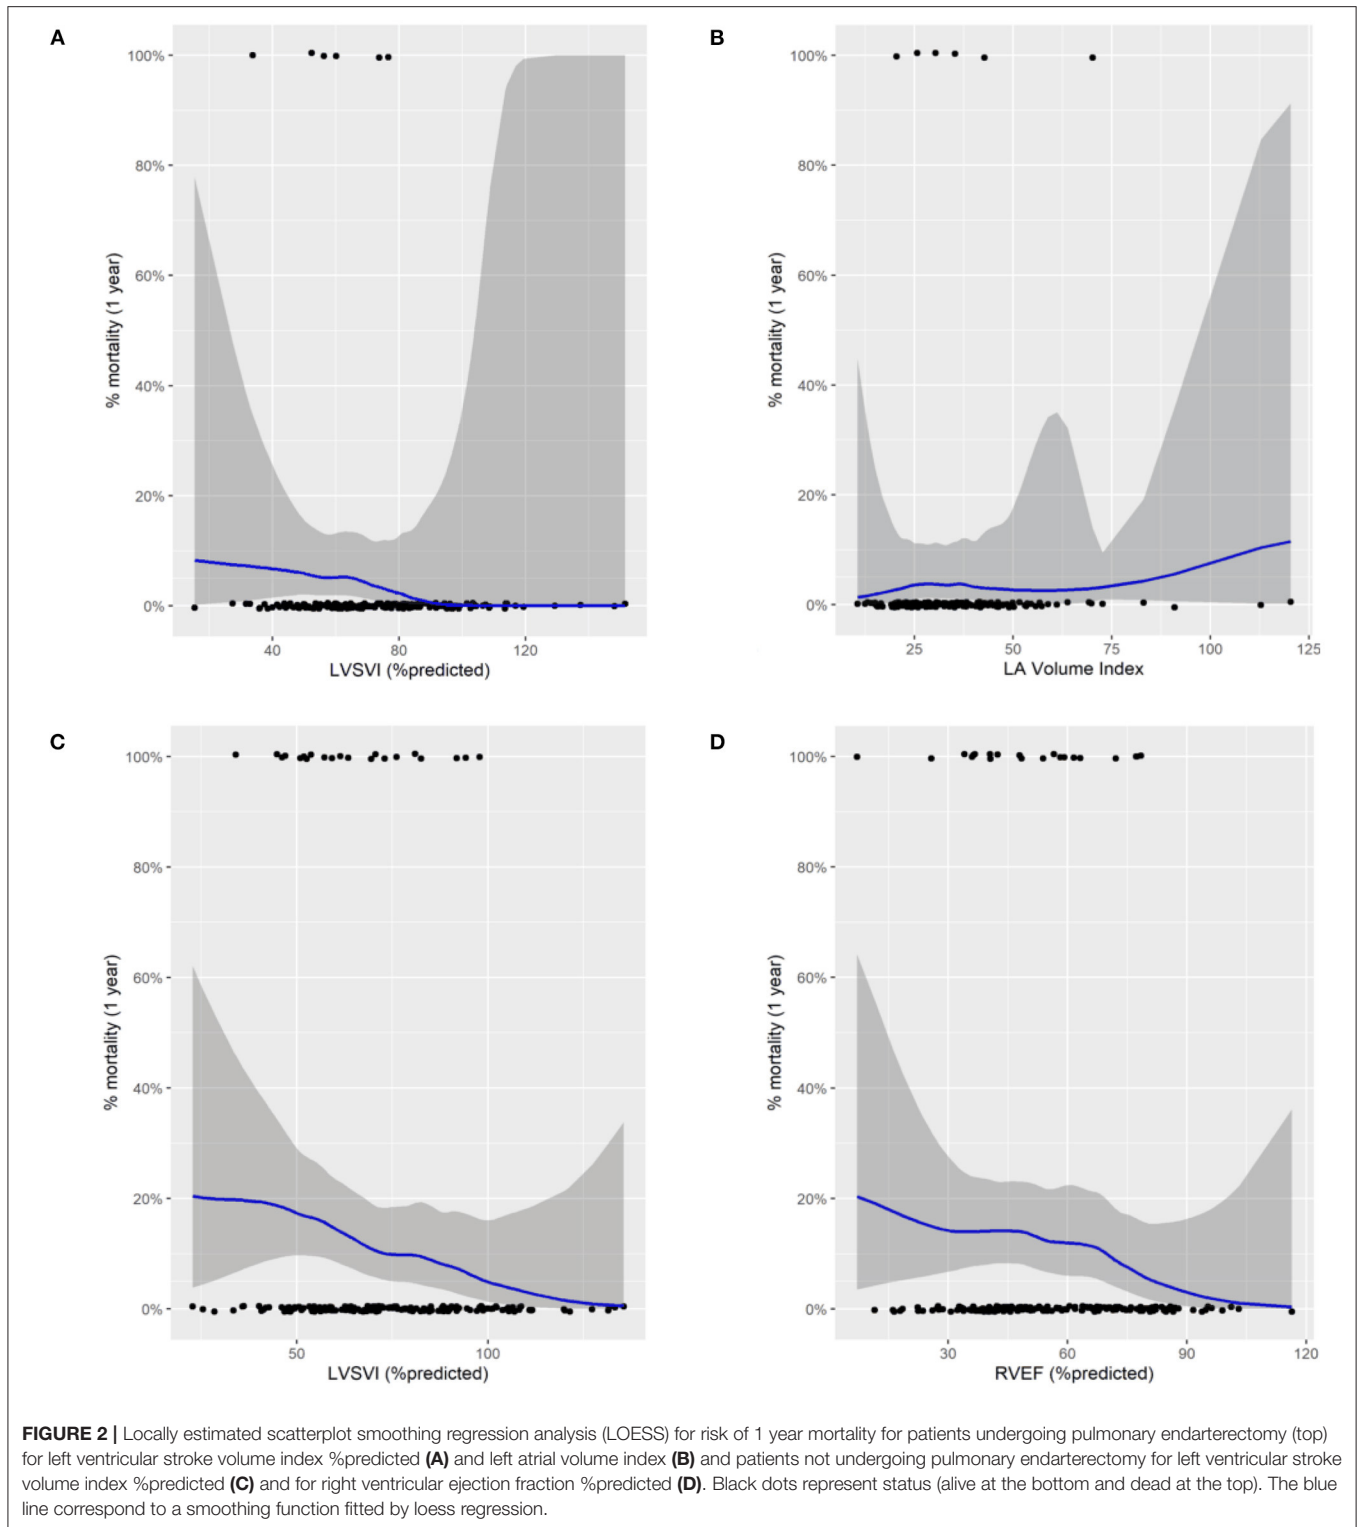 A
100%
80%
60%
40%
20%
0%
% mortality (1 year)
40
80
120
LVSVI (%predicted)
B
100%
80%
60%
40%
20%
0%
% mortality (1 year)
25
50
75
100
125
LA Volume Index
C
100%
80%
60%
40%
20%
0%
% mortality (1 year)
50
100
LVSVI (%predicted)
D
100%
80%
60%
40%
20%
0%
% mortality (1 year)
30
60
90
120
RVEF (%predicted)
FIGURE 2 | Locally estimated scatterplot smoothing regression analysis (LOESS) for risk of 1 year mortality for patients undergoing pulmonary endarterectomy (top)
for left ventricular stroke volume index %predicted (A) and left atrial volume index (B) and patients not undergoing pulmonary endarterectomy for left ventricular stroke
volume index %predicted (C) and for right ventricular ejection fraction %predicted (D). Black dots represent status (alive at the bottom and dead at the top). The blue
line correspond to a smoothing function fitted by loess regression.